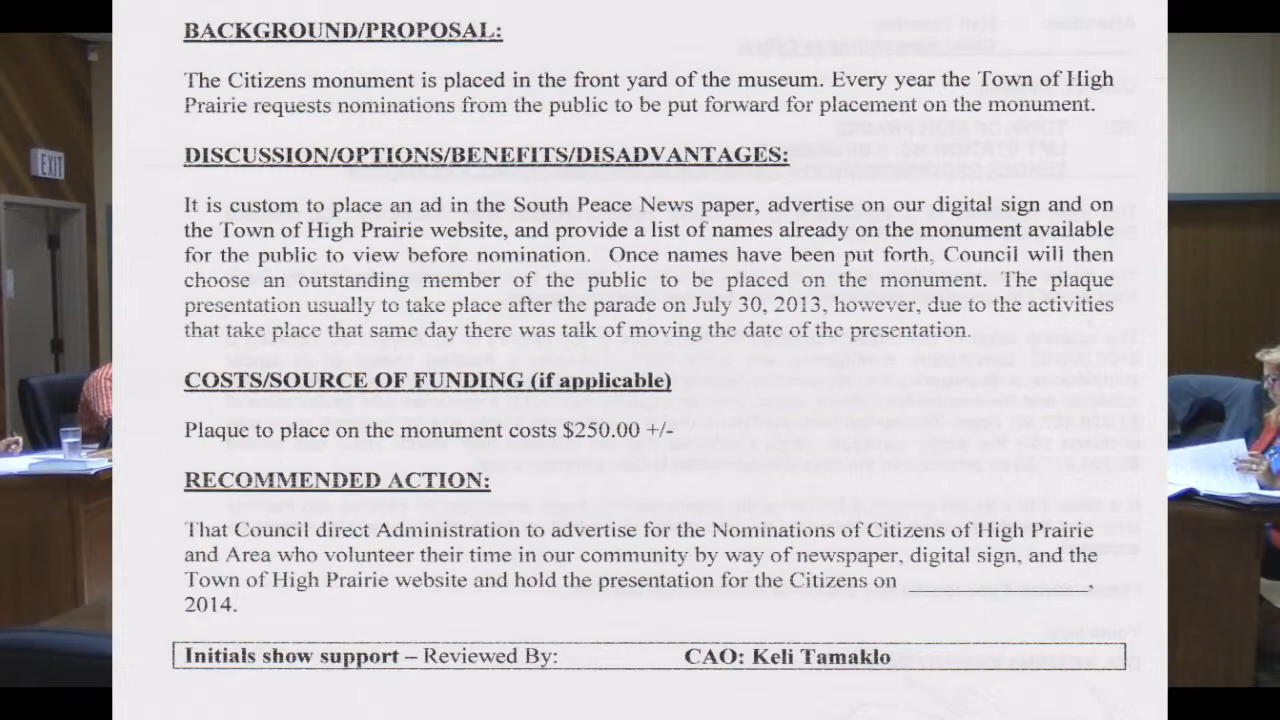 BACKGROUND/PROPOSAL:
The Citizens monument is placed in the front yard of the museum. Every year the Town of High
Prairie requests nominations from the public to be put forward for placement on the monument.
EXIT
DISCUSSION/OPTIONS/BENEFITS/DISADVANTAGES:
It is custom to place an ad in the South Peace News paper, advertise on our digital sign and on
the Town of High Prairie website, and provide a list of names already on the monument available
for the public to view before nomination. Once names have been put forth, Council will then
choose an outstanding member of the public to be placed on the monument. The plaque
presentation usually to take place after the parade on July 30, 2013, however, due to the activities
that take place that same day there was talk of moving the date of the presentation.
COSTS/SOURCE OF FUNDING (if applicable)
Plaque to place on the monument costs $250.00 +/-
RECOMMENDED ACTION:
That Council direct Administration to advertise for the Nominations of Citizens of High Prairie
and Area who volunteer their time in our community by way of newspaper, digital sign, and the
Town of High Prairie website and hold the presentation for the Citizens on ____________
2014.
Initials show support – Reviewed By: CAO: Keli Tamaklo